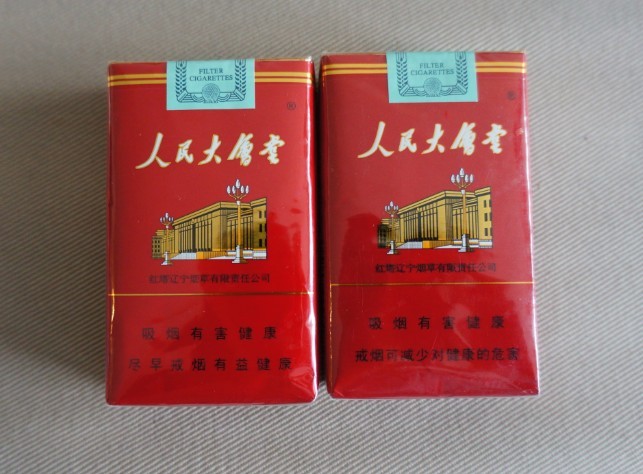 FILTER
CIGARETTES
人民大會堂
红塔辽宁烟草有限责任公司
吸烟有害健康
尽早戒烟有益健康
FILTER
CIGARETTES
人民大會堂
红塔辽宁烟草有限责任公司
吸烟有害健康
戒烟可减少对健康的危害